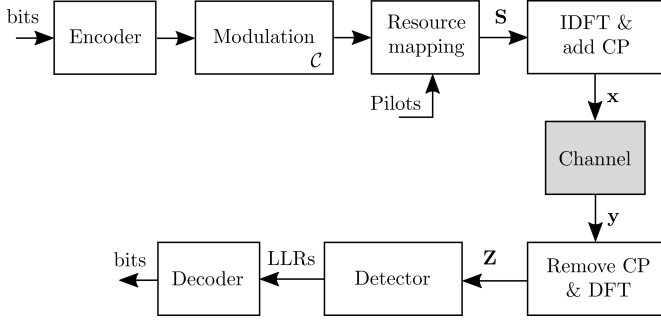 bits
Encoder
Modulation
𝒞
Resource
mapping
Pilots
S
IDFT &
add CP
x
Channel
y
Remove CP
& DFT
Z
Detector
LLRs
Decoder
bits